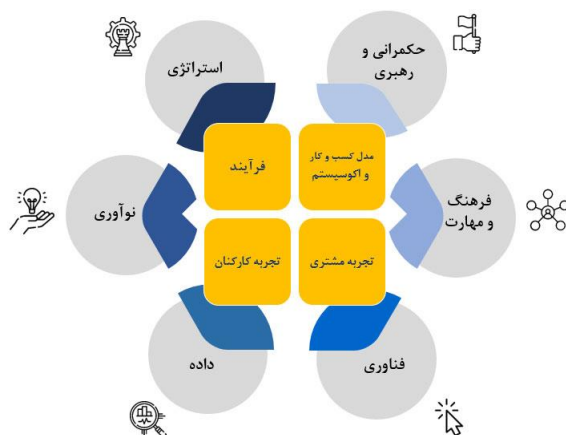 حکمرانی و
رهبری
استراتژی
مدل کسب و کار
و اکوسیستم
فرآیند
فرهنگ
و مهارت
نوآوری
تجربه مشتری
تجربه کارکنان
فناوری
داده